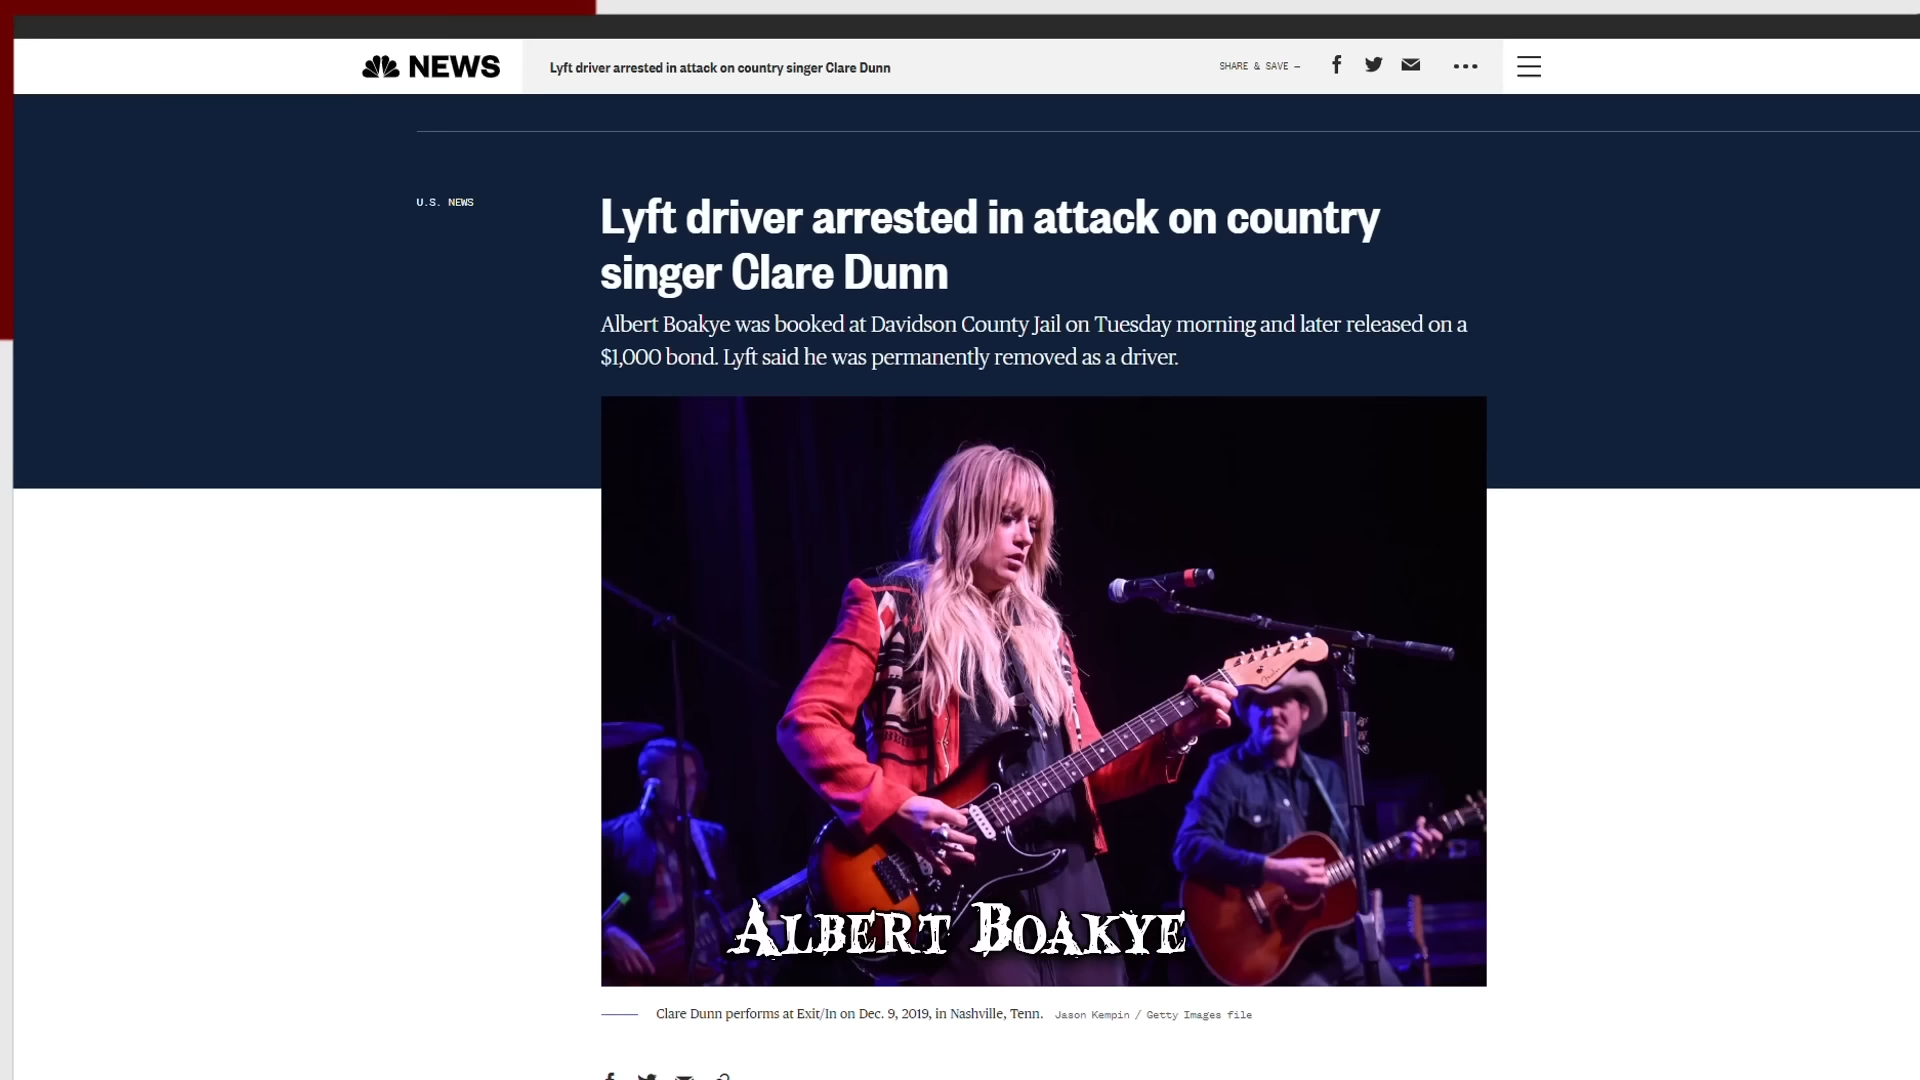 NEWS
Lyft driver arrested in attack on country singer Clare Dunn
SHARE & SAVE —
U.S. NEWS
Lyft driver arrested in attack on country
singer Clare Dunn
Albert Boakye was booked at Davidson County Jail on Tuesday morning and later released on a
$1,000 bond. Lyft said he was permanently removed as a driver.
Fender
ALBERT BOAKYE
Clare Dunn performs at Exit/In on Dec. 9, 2019, in Nashville, Tenn. Jason Kempin / Getty Images file